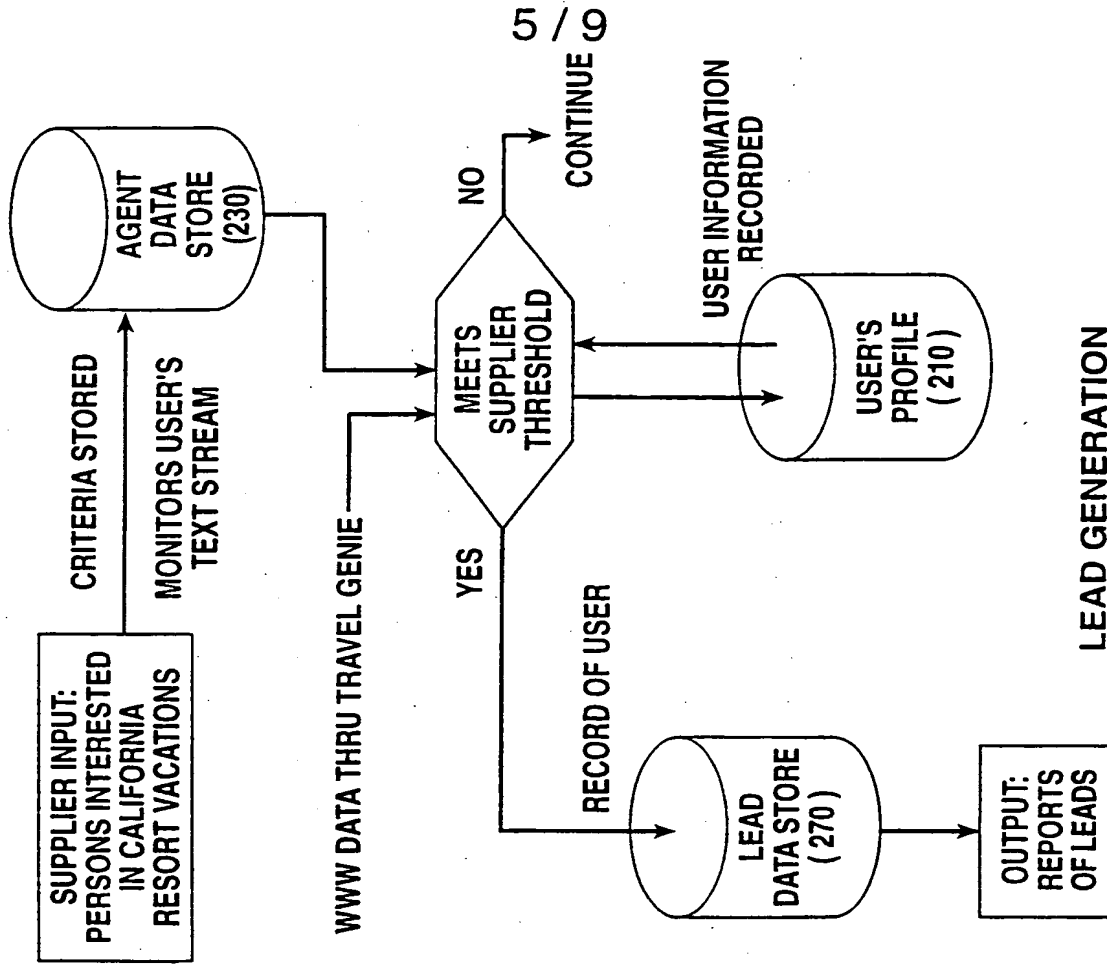 5 / 9
SUPPLIER INPUT:
PERSONS INTERESTED
IN CALIFORNIA
RESORT VACATIONS
CRITERIA STORED
MONITORS USER'S
TEXT STREAM
AGENT
DATA
STORE
(230)
WWW DATA THRU TRAVEL GENIE
MEETS
SUPPLIER
THRESHOLD
NO
CONTINUE
YES
RECORD OF USER
USER INFORMATION
RECORDED
USER'S
PROFILE
( 210 )
LEAD
DATA STORE
( 270 )
OUTPUT:
REPORTS
OF LEADS
LEAD GENERATION